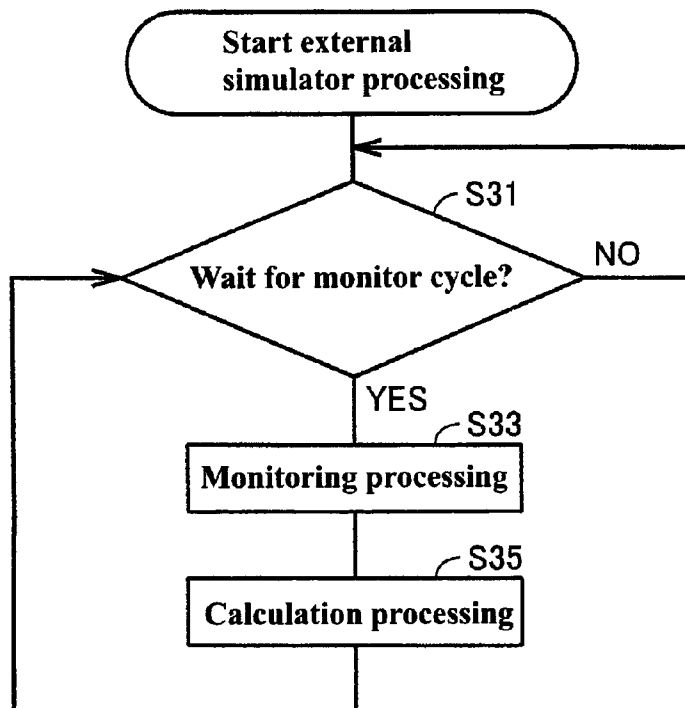 Start external
simulator processing
S31
Wait for monitor cycle?
NO
YES
S33
Monitoring processing
S35
Calculation processing